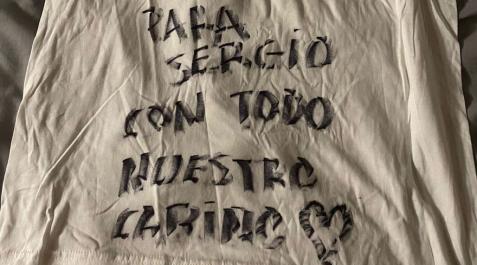 PARA
SERGIO
CON TODO
NUESTRO
CARIÑO